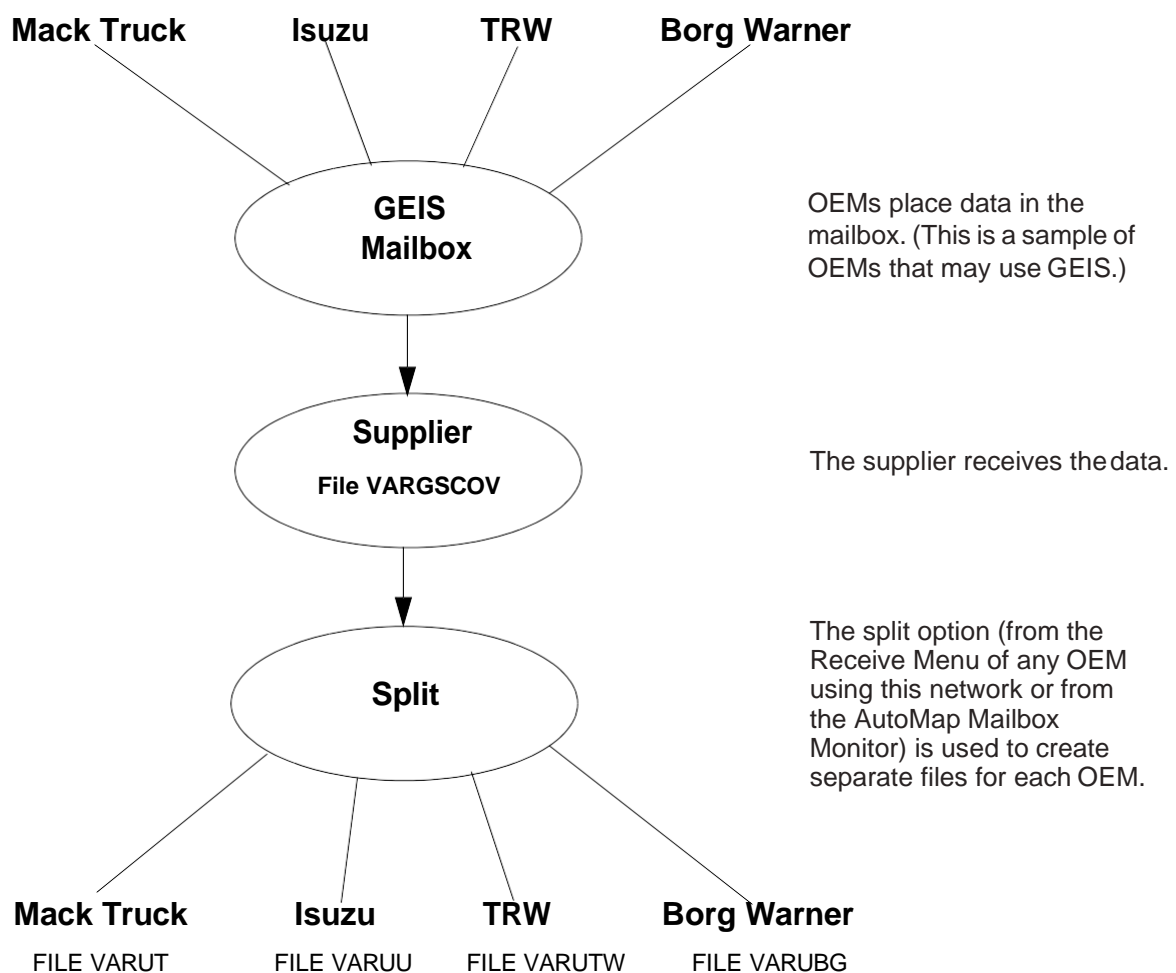 Mack Truck Isuzu TRW Borg Warner
GEIS
Mailbox
OEMs place data in the
mailbox. (This is a sample of
OEMs that may use GEIS.)
Supplier
File VARGSCOV
The supplier receives thedata.
Split
The split option (from the
Receive Menu of any OEM
using this network or from
the AutoMap Mailbox
Monitor) is used to create
separate files for each OEM.
Mack Truck Isuzu TRW Borg Warner
FILE VARUT FILE VARUU FILE VARUTW FILE VARUBG